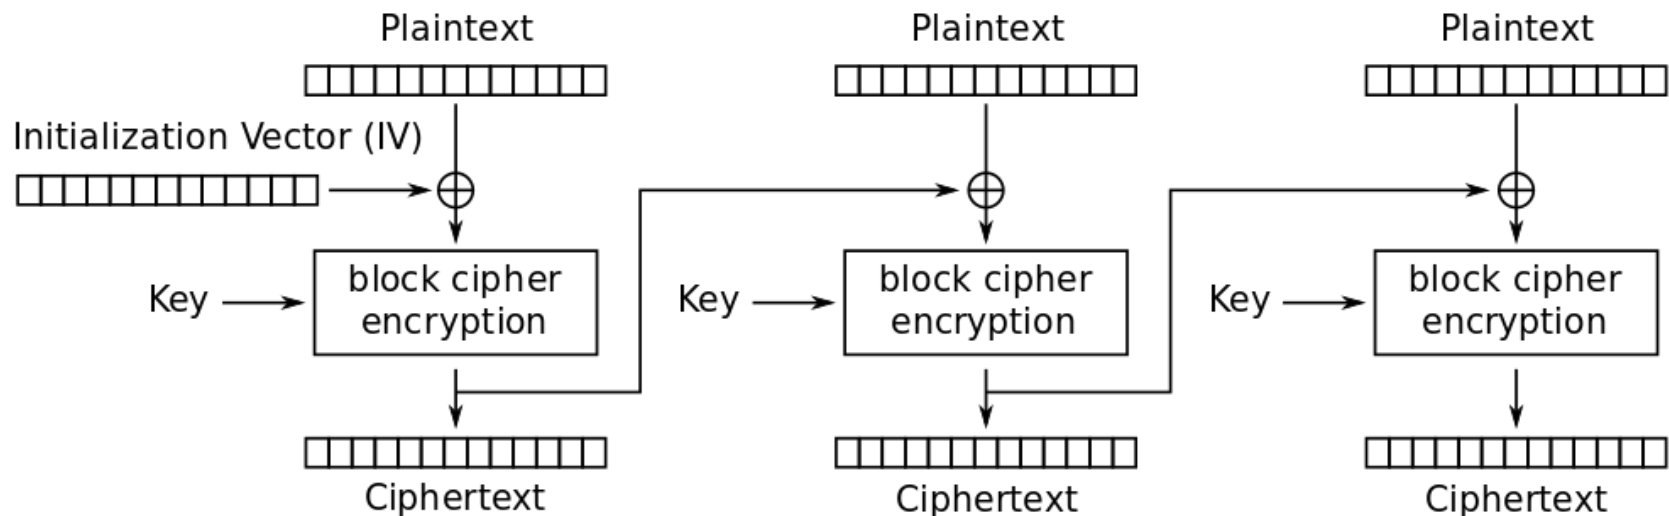 Plaintext
Plaintext
Plaintext
Initialization Vector (IV)
Key
block cipher
encryption
Key
block cipher
encryption
Key
block cipher
encryption
Ciphertext
Ciphertext
Ciphertext